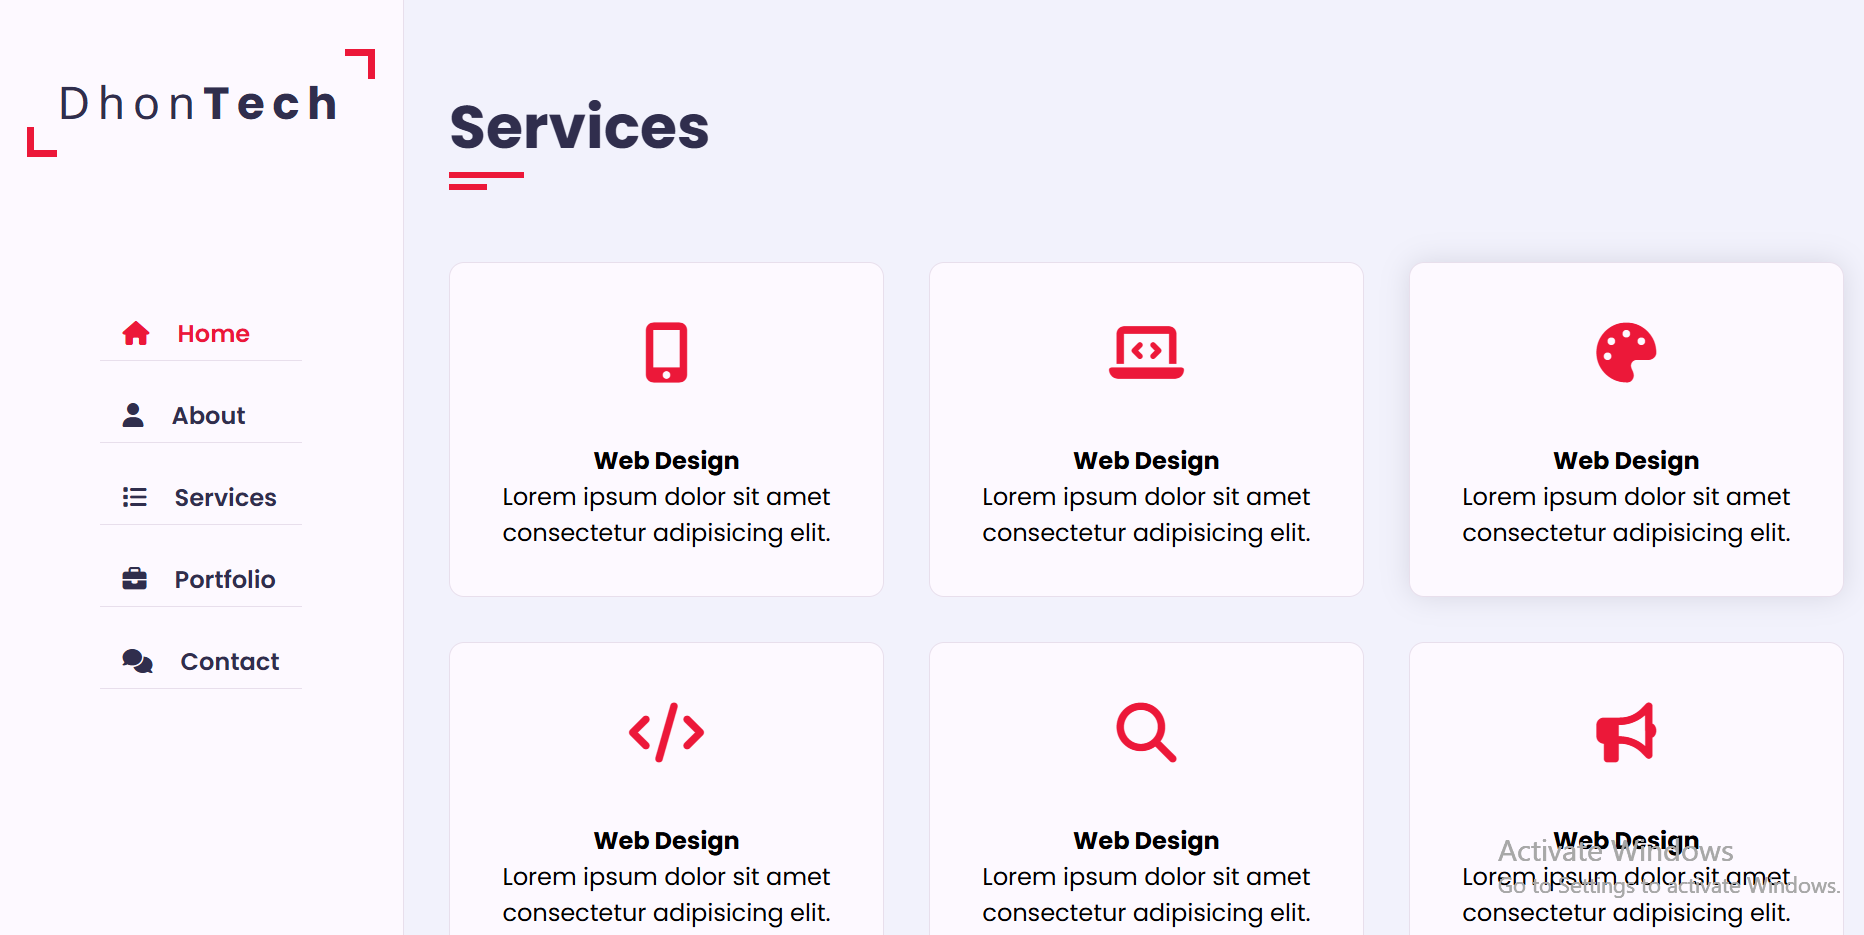 DhonTech
Home
About
Services
Portfolio
Contact
Services
Web Design
Lorem ipsum dolor sit amet
consectetur adipisicing elit.
Web Design
Lorem ipsum dolor sit amet
consectetur adipisicing elit.
Web Design
Lorem ipsum dolor sit amet
consectetur adipisicing elit.
Web Design
Lorem ipsum dolor sit amet
consectetur adipisicing elit.
Web Design
Lorem ipsum dolor sit amet
consectetur adipisicing elit.
Web Design
Lorem ipsum dolor sit amet
consectetur adipisicing elit.
Activate Windows
Go to Settings to activate Windows.